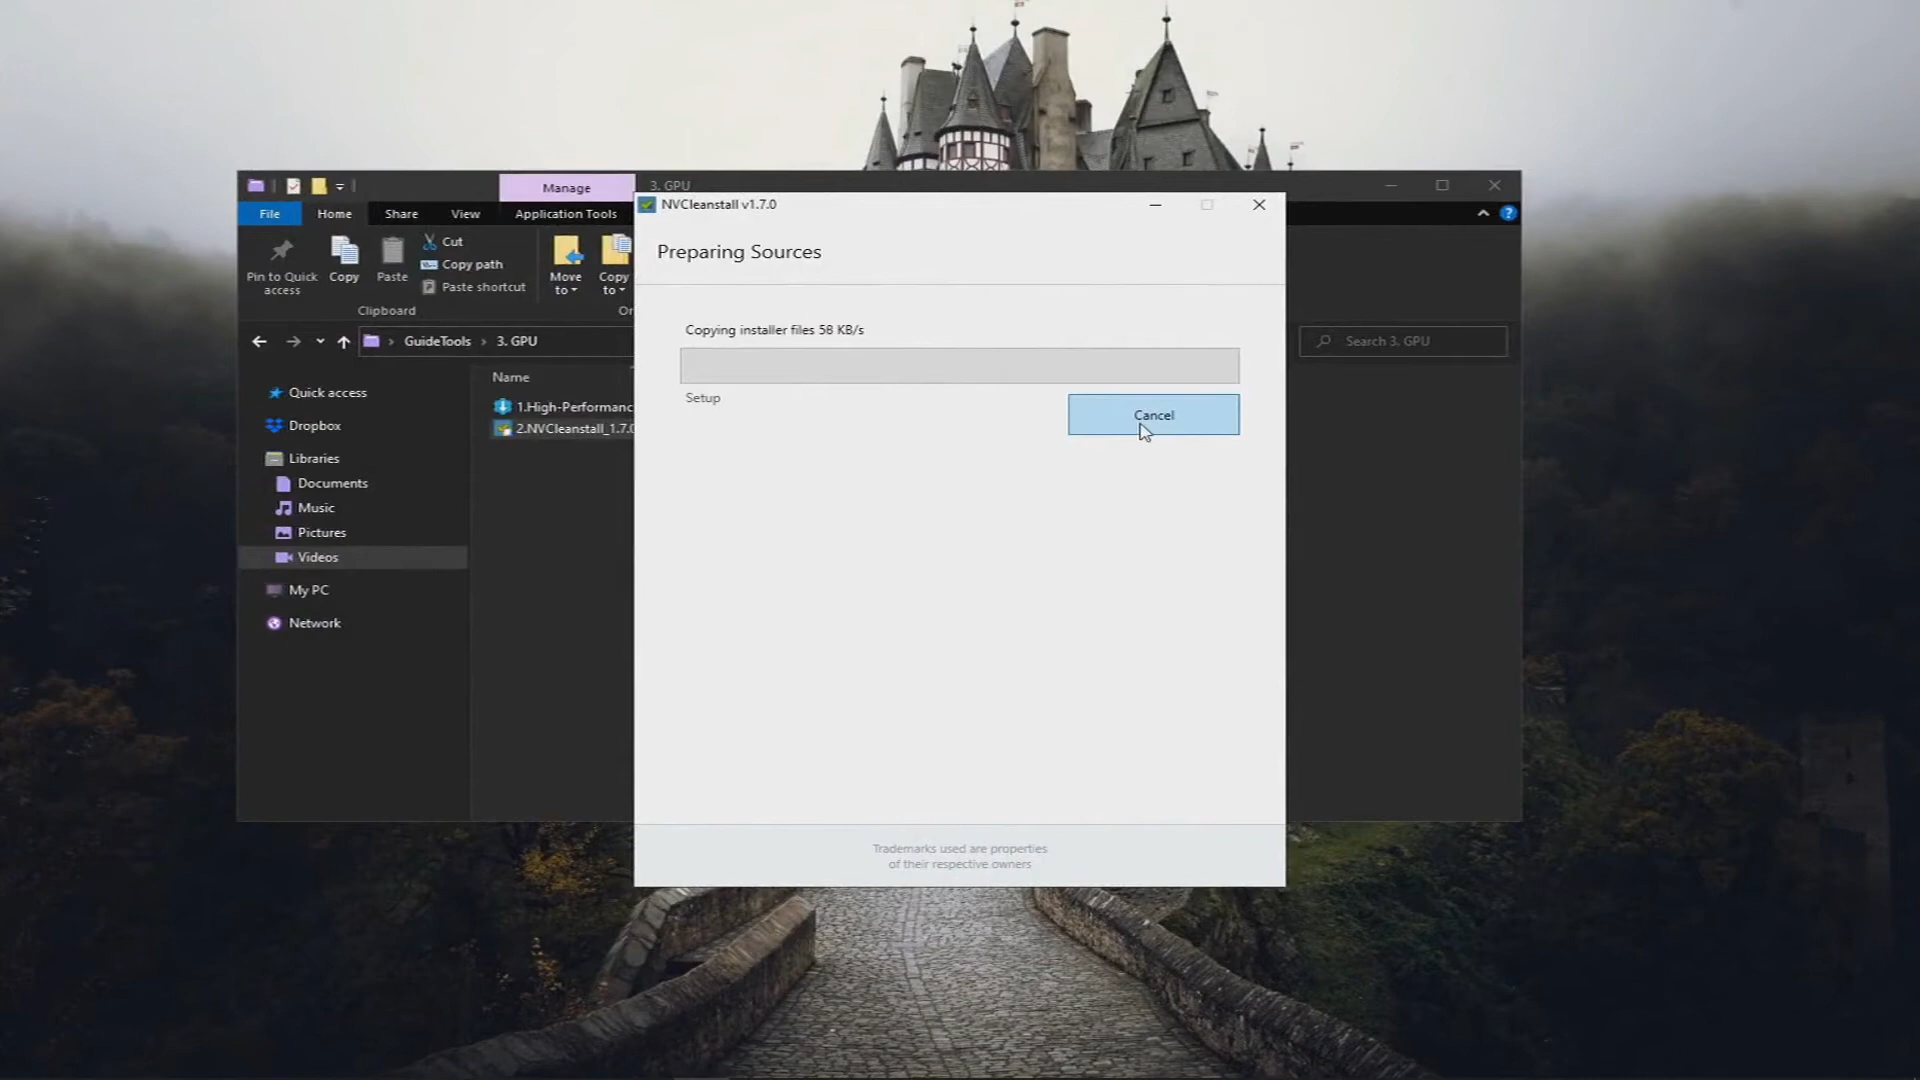 Manage
3. GPU
File
Home
Share
View
Application Tools
Pin to Quick
access
Copy
Paste
Cut
Copy path
Paste shortcut
Move
to
Copy
to
Clipboard
Or
GuideTools
3. GPU
Search 3. GPU
Name
1.High-Performanc
2.NVCleanstall_1.7.0
Quick access
Dropbox
Libraries
Documents
Music
Pictures
Videos
My PC
Network
NVCleanstall v1.7.0
Preparing Sources
Copying installer files 58 KB/s
Setup
Cancel
Trademarks used are properties
of their respective owners